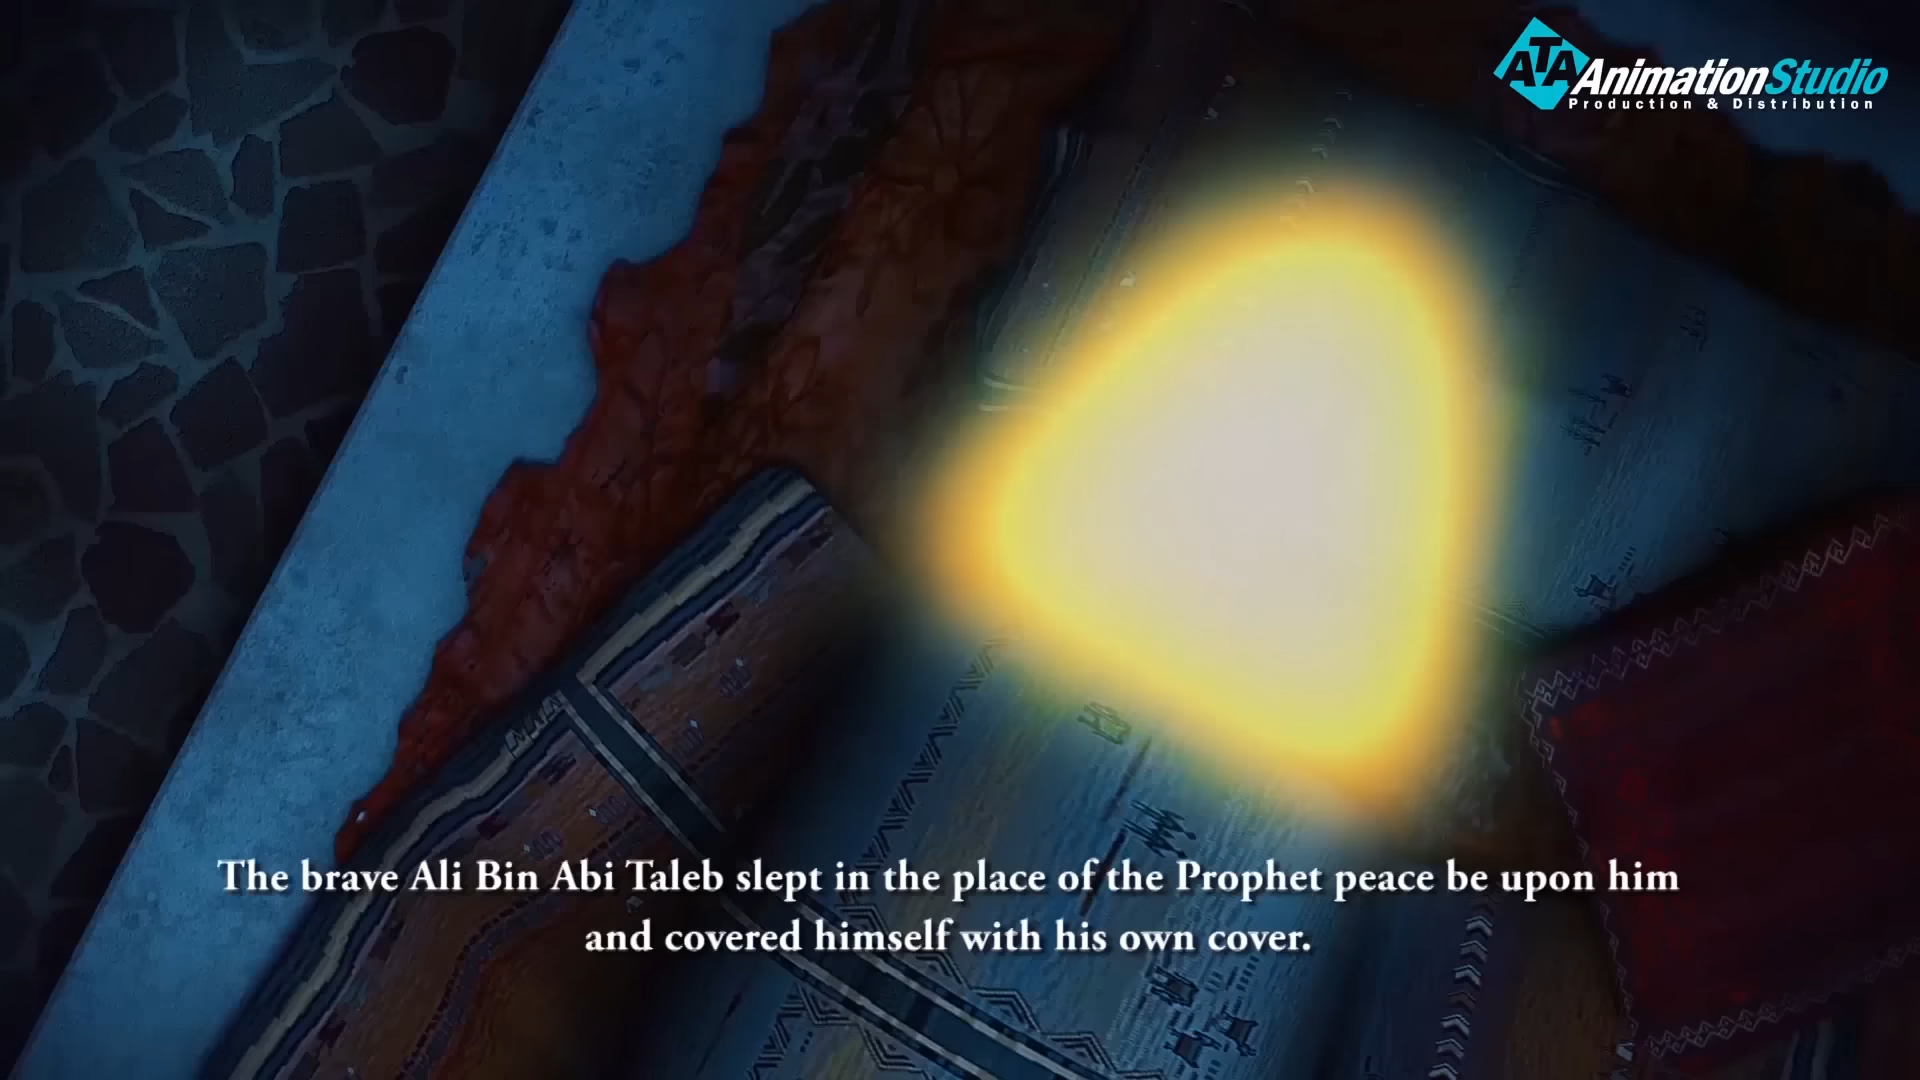 ATA AnimationStudio
Production & Distribution
The brave Ali Bin Abi Taleb slept in the place of the Prophet peace be upon him
and covered himself with his own cover.